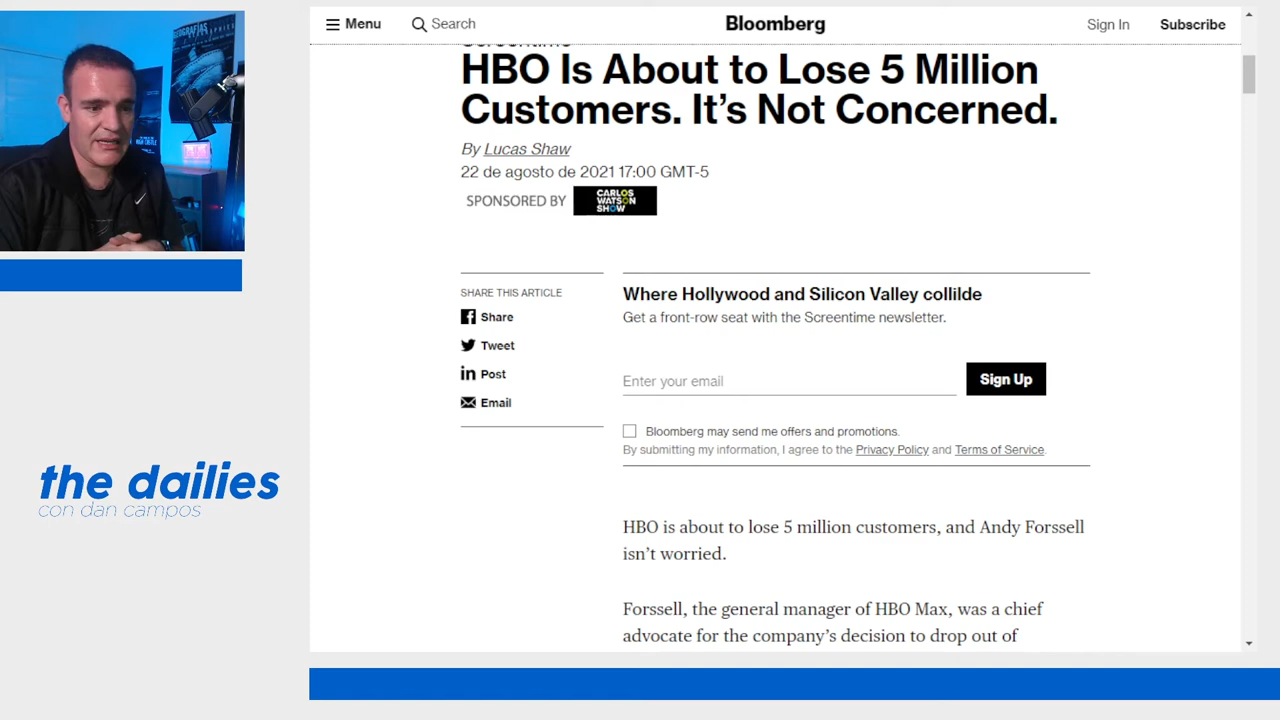 Menu
Search
Bloomberg
Sign In
Subscribe
HBO Is About to Lose 5 Million
Customers. It's Not Concerned.
By Lucas Shaw
22 de agosto de 2021 17:00 GMT-5
SPONSORED BY
CARLOS
WATSON
SHOW
SHARE THIS ARTICLE
Share
Tweet
Post
Email
Where Hollywood and Silicon Valley collilde
Get a front-row seat with the Screentime newsletter.
Enter your email
Sign Up
Bloomberg may send me offers and promotions.
By submitting my information, I agree to the Privacy Policy and Terms of Service.
HBO is about to lose 5 million customers, and Andy Forssell
isn't worried.
Forssell, the general manager of HBO Max, was a chief
advocate for the company's decision to drop out of
the dailies
con dan campos